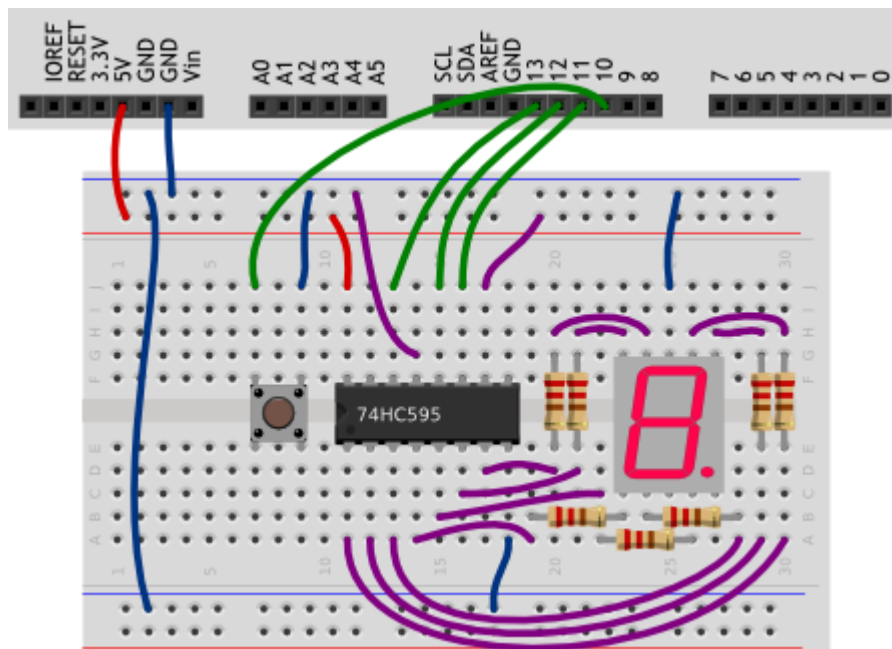 IOREF
RESET
3.3V
5V
GND
GND
Vin
A0
A1
A2
A3
A4
A5
SCL
SDA
AREF
GND
13
12
11
10
9
8
7
6
5
4
3
2
1
0
1 5 10 20 25 30
J J
I I
H H
G G
F F
74HC595
E E
D D
C C
B B
A A
1 5 10 15 20 25 30